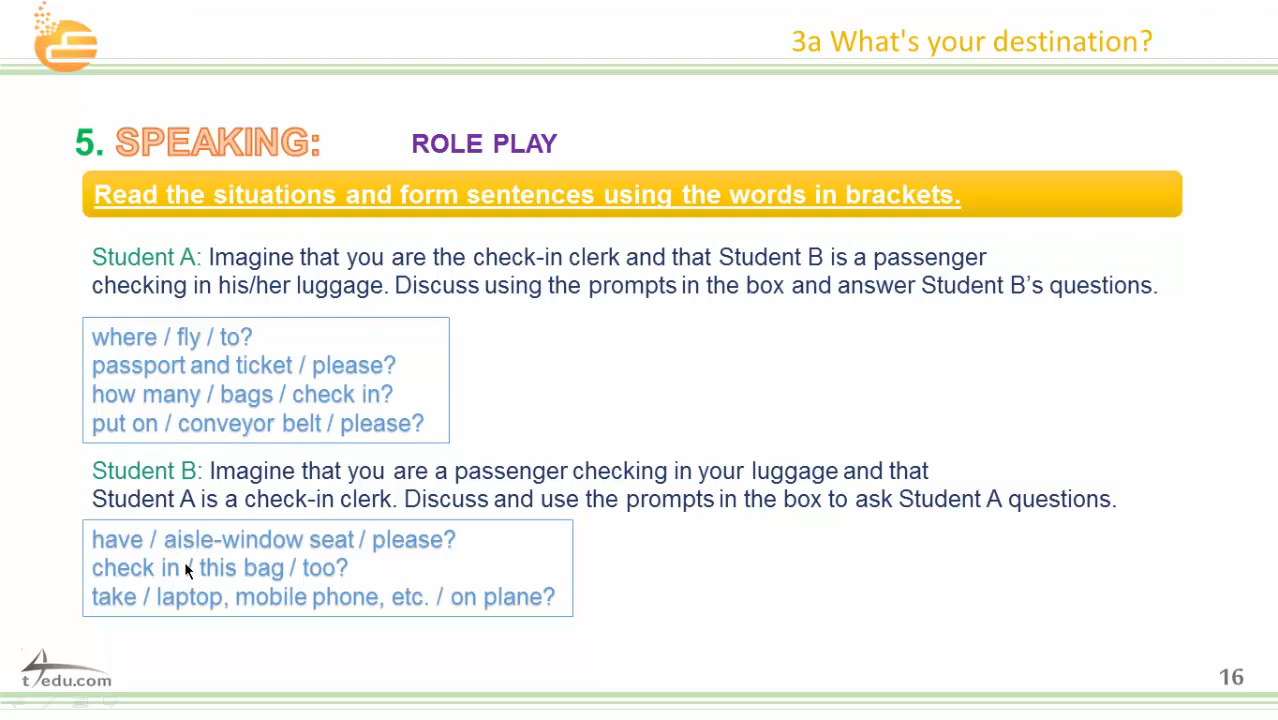 3a What's your destination?
5. SPEAKING: ROLE PLAY
Read the situations and form sentences using the words in brackets.
Student A: Imagine that you are the check-in clerk and that Student B is a passenger
checking in his/her luggage. Discuss using the prompts in the box and answer Student B’s questions.
where / fly / to?
passport and ticket / please?
how many / bags / check in?
put on / conveyor belt / please?
Student B: Imagine that you are a passenger checking in your luggage and that
Student A is a check-in clerk. Discuss and use the prompts in the box to ask Student A questions.
have / aisle-window seat / please?
check in / this bag / too?
take / laptop, mobile phone, etc. / on plane?
t4edu.com
16